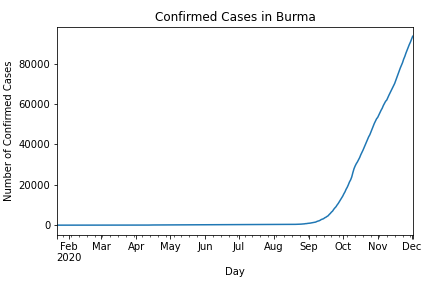 Confirmed Cases in Burma
Number of Confirmed Cases
80000
60000
40000
20000
0
Feb Mar Apr May Jun Jul Aug Sep Oct Nov Dec
2020
Day